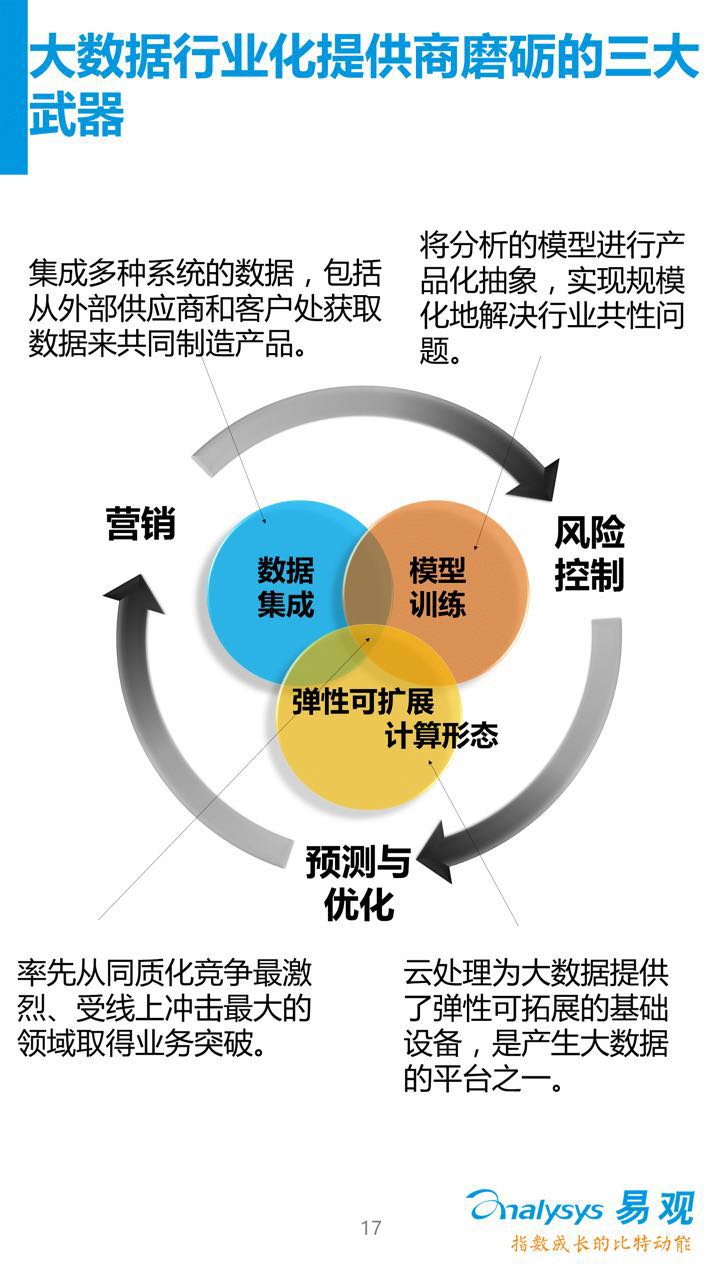 大数据行业化提供商磨砺的三大
武器
集成多种系统的数据，包括
从外部供应商和客户处获取
数据来共同制造产品。
将分析的模型进行产
品化抽象，实现规模
化地解决行业共性问
题。
营销
风险
控制
数据
集成
模型
训练
弹性可扩展
计算形态
预测与
优化
率先从同质化竞争最激
烈、受线上冲击最大的
领域取得业务突破。
云处理为大数据提供
了弹性可拓展的基础
设备，是产生大数据
的平台之一。
17
analysys 易观
指数成长的比特动能